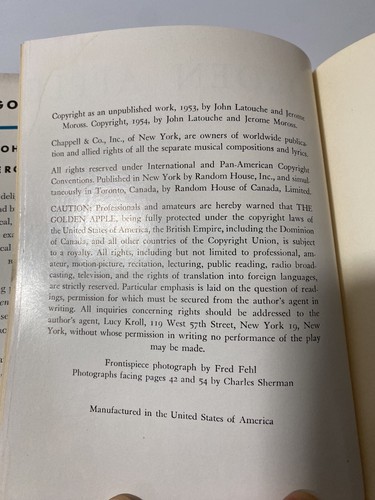 Copyright as an unpublished work, 1953, by John Latouche and Jerome
Moross. Copyright, 1954, by John Latouche and Jerome Moross.
Chappell & Co., Inc., of New York, are owners of worldwide publica-
tion and allied rights of all the separate musical compositions and lyrics.
All rights reserved under International and Pan-American Copyright
Conventions. Published in New York by Random House, Inc., and simul-
taneously in Toronto, Canada, by Random House of Canada, Limited.
CAUTION: Professionals and amateurs are hereby warned that THE
GOLDEN APPLE, being fully protected under the copyright laws of
the United States of America, the British Empire, including the Dominion
of Canada, and all other countries of the Copyright Union, is subject
to a royalty. All rights, including but not limited to professional, am-
ateur, motion-picture, recitation, lecturing, public reading, radio broad-
casting, television, and the rights of translation into foreign languages,
are strictly reserved. Particular emphasis is laid on the question of read-
ings, permission for which must be secured from the author's agent in
writing. All inquiries concerning rights should be addressed to the
author's agent, Lucy Kroll, 119 West 57th Street, New York 19, New
York, without whose permission in writing no performance of the play
may be made.
Frontispiece photograph by Fred Fehl
Photographs facing pages 42 and 54 by Charles Sherman
Manufactured in the United States of America